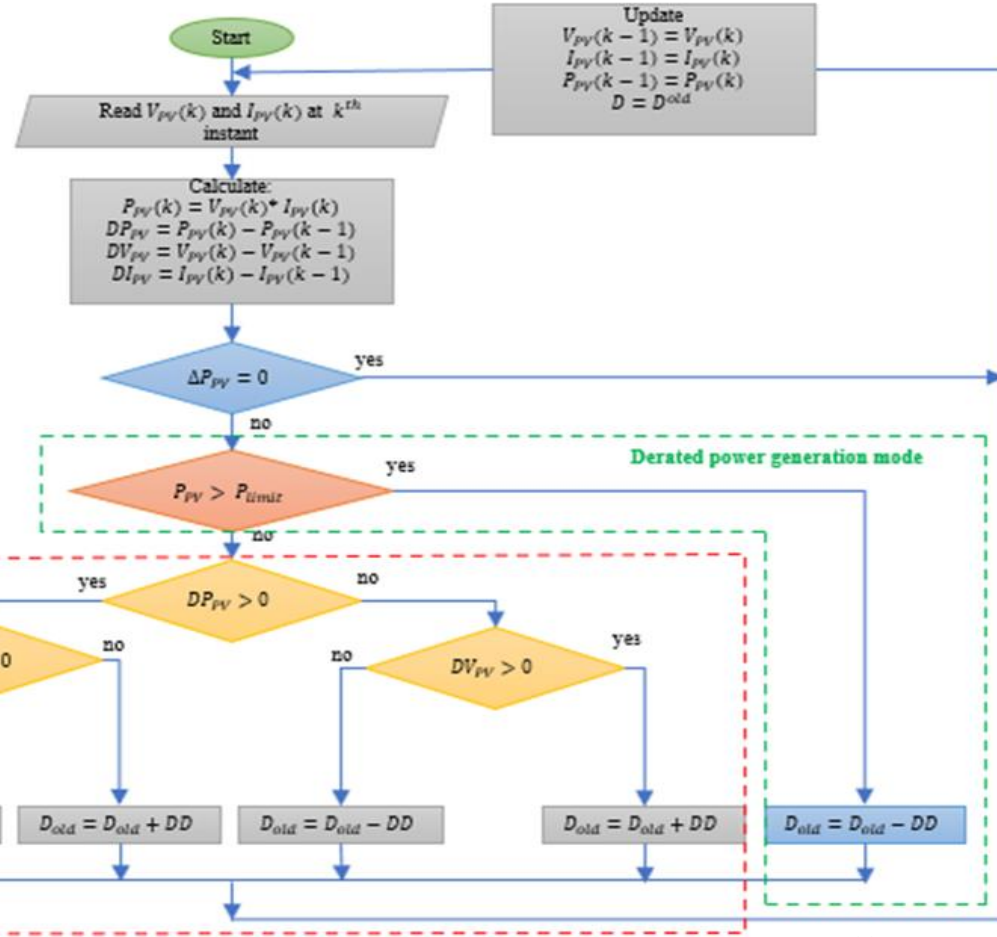 Start
Update
V_PV(k − 1) = V_PV(k)
I_PV(k − 1) = I_PV(k)
P_PV(k − 1) = P_PV(k)
D = D^old
Read V_PV(k) and I_PV(k) at k^th
instant
Calculate:
P_PV(k) = V_PV(k)* I_PV(k)
DP_PV = P_PV(k) − P_PV(k − 1)
DV_PV = V_PV(k) − V_PV(k − 1)
DI_PV = I_PV(k) − I_PV(k − 1)
ΔP_PV = 0
yes
no
Derated power generation mode
P_PV > P_limit
yes
no
yes
DP_PV > 0
no
0
no
no
DV_PV > 0
yes
D_old = D_old + DD
D_old = D_old − DD
D_old = D_old + DD
D_old = D_old − DD